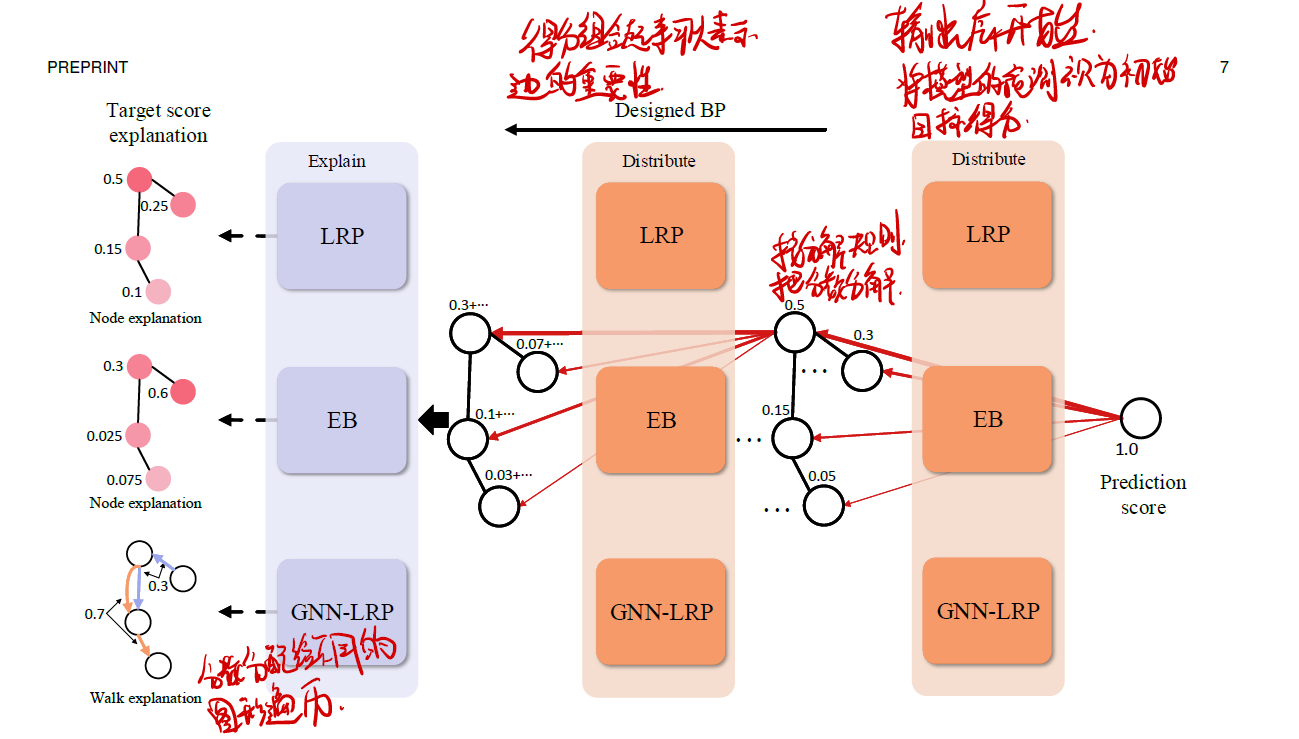 得分组合起来可以表示
边的重要性.
输出层开始.
将模型的预测视为初始
目标得分.
PREPRINT
7
Target score
explanation
Designed BP
Explain
Distribute
Distribute
0.5
0.25
0.15
0.1
Node explanation
LRP
LRP
LRP
按分解规则.
把分数分解.
0.3+···
0.07+···
0.1+···
0.03+···
0.5
0.3
0.15
0.05
···
···
···
0.3
0.6
0.025
0.075
Node explanation
EB
EB
EB
1.0
Prediction
score
0.3
0.7
Walk explanation
GNN-LRP
GNN-LRP
GNN-LRP
分数分配给不同的
图形遍历.